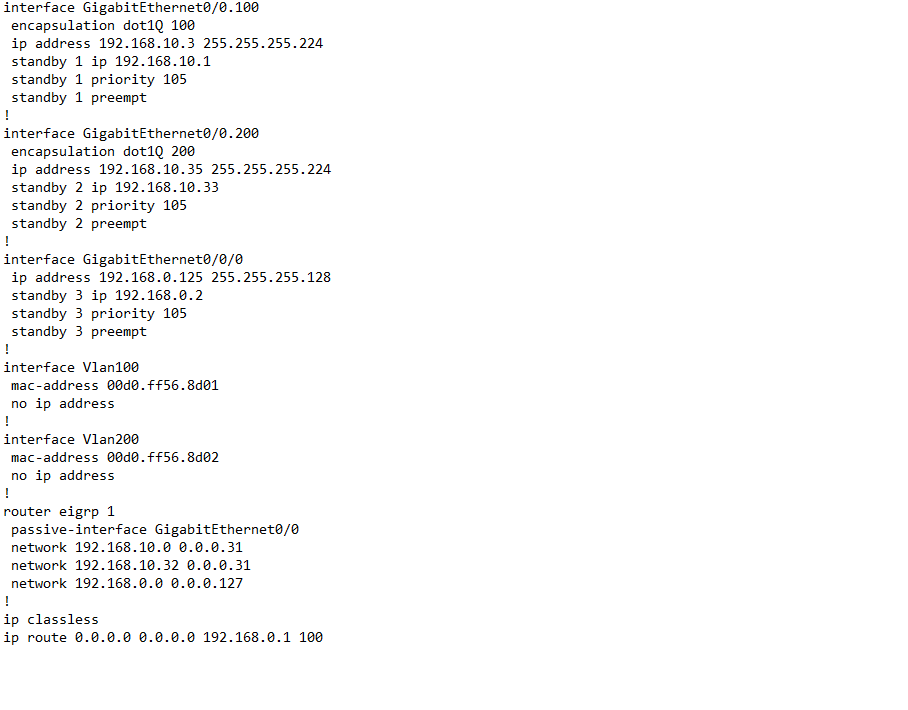 interface GigabitEthernet0/0.100
 encapsulation dot1Q 100
 ip address 192.168.10.3 255.255.255.224
 standby 1 ip 192.168.10.1
 standby 1 priority 105
 standby 1 preempt
!
interface GigabitEthernet0/0.200
 encapsulation dot1Q 200
 ip address 192.168.10.35 255.255.255.224
 standby 2 ip 192.168.10.33
 standby 2 priority 105
 standby 2 preempt
!
interface GigabitEthernet0/0/0
 ip address 192.168.0.125 255.255.255.128
 standby 3 ip 192.168.0.2
 standby 3 priority 105
 standby 3 preempt
!
interface Vlan100
 mac-address 00d0.ff56.8d01
 no ip address
!
interface Vlan200
 mac-address 00d0.ff56.8d02
 no ip address
!
router eigrp 1
 passive-interface GigabitEthernet0/0
 network 192.168.10.0 0.0.0.31
 network 192.168.10.32 0.0.0.31
 network 192.168.0.0 0.0.0.127
!
ip classless
ip route 0.0.0.0 0.0.0.0 192.168.0.1 100